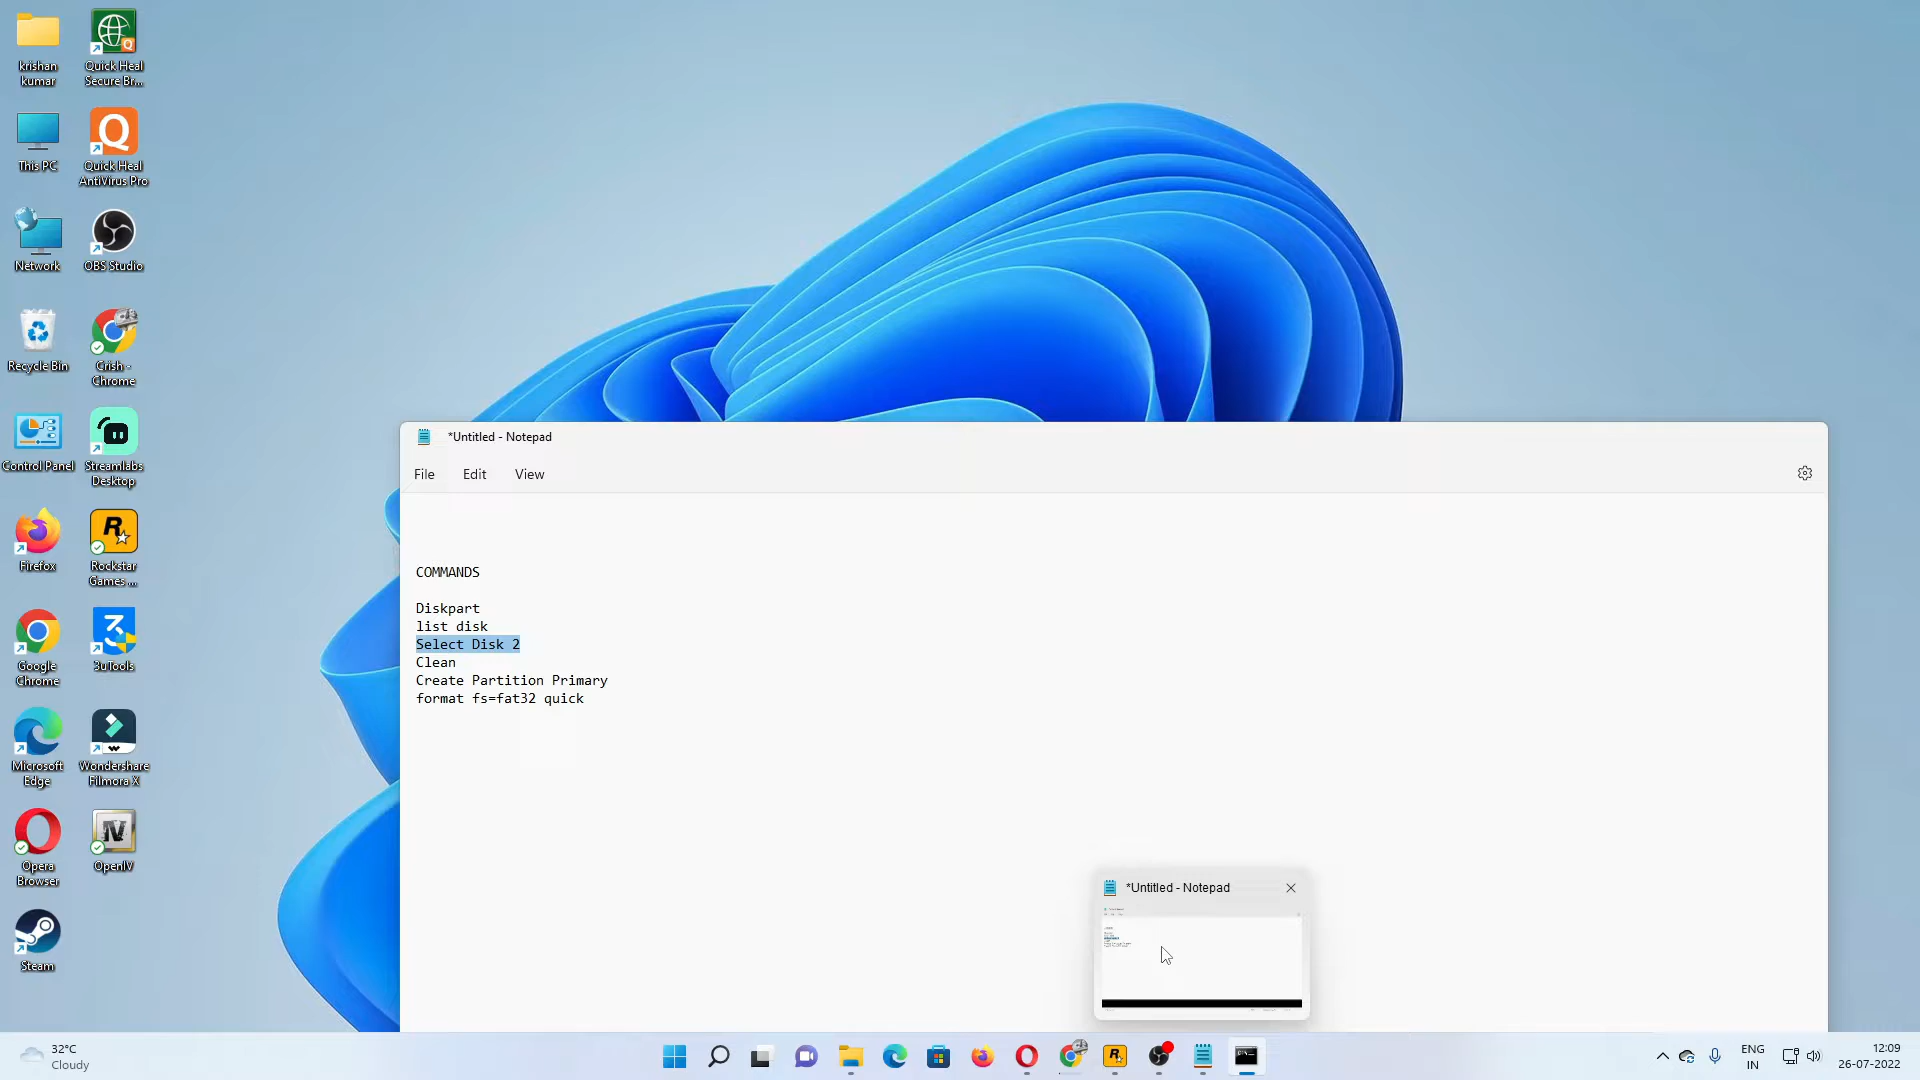 krishan
kumar
Quick Heal
Secure Br...
This PC
Quick Heal
AntiVirus Pro
Network
OBS Studio
Recycle Bin
Crish -
Chrome
Control Panel
Streamlabs
Desktop
Firefox
Rockstar
Games ...
Google
Chrome
3uTools
Microsoft
Edge
Wondershare
Filmora X
Opera
Browser
OpenIV
Steam
*Untitled - Notepad
File Edit View
COMMANDS
Diskpart
list disk
Select Disk 2
Clean
Create Partition Primary
format fs=fat32 quick
*Untitled - Notepad
32°C
Cloudy
ENG
IN
12:09
26-07-2022